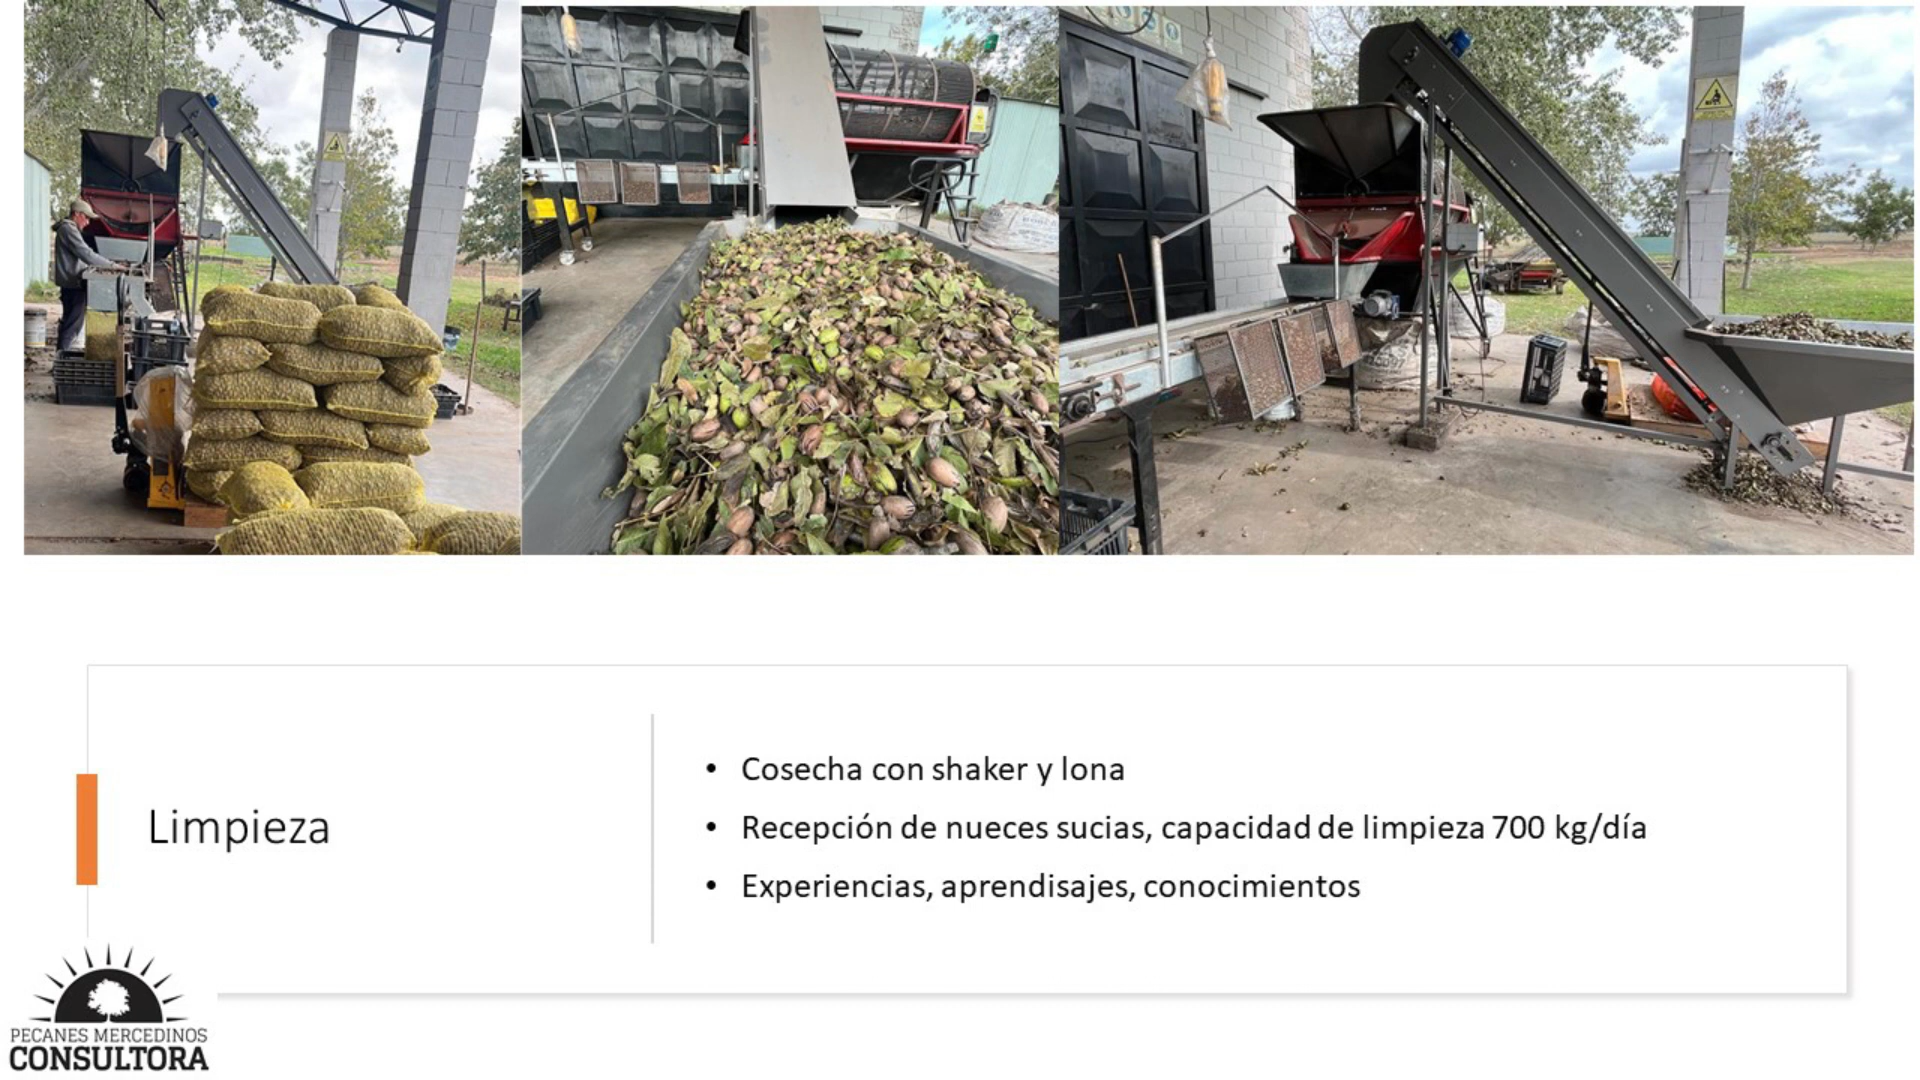 Limpieza
• Cosecha con shaker y lona
• Recepción de nueces sucias, capacidad de limpieza 700 kg/día
• Experiencias, aprendisajes, conocimientos
PECANES MERCEDINOS
CONSULTORA